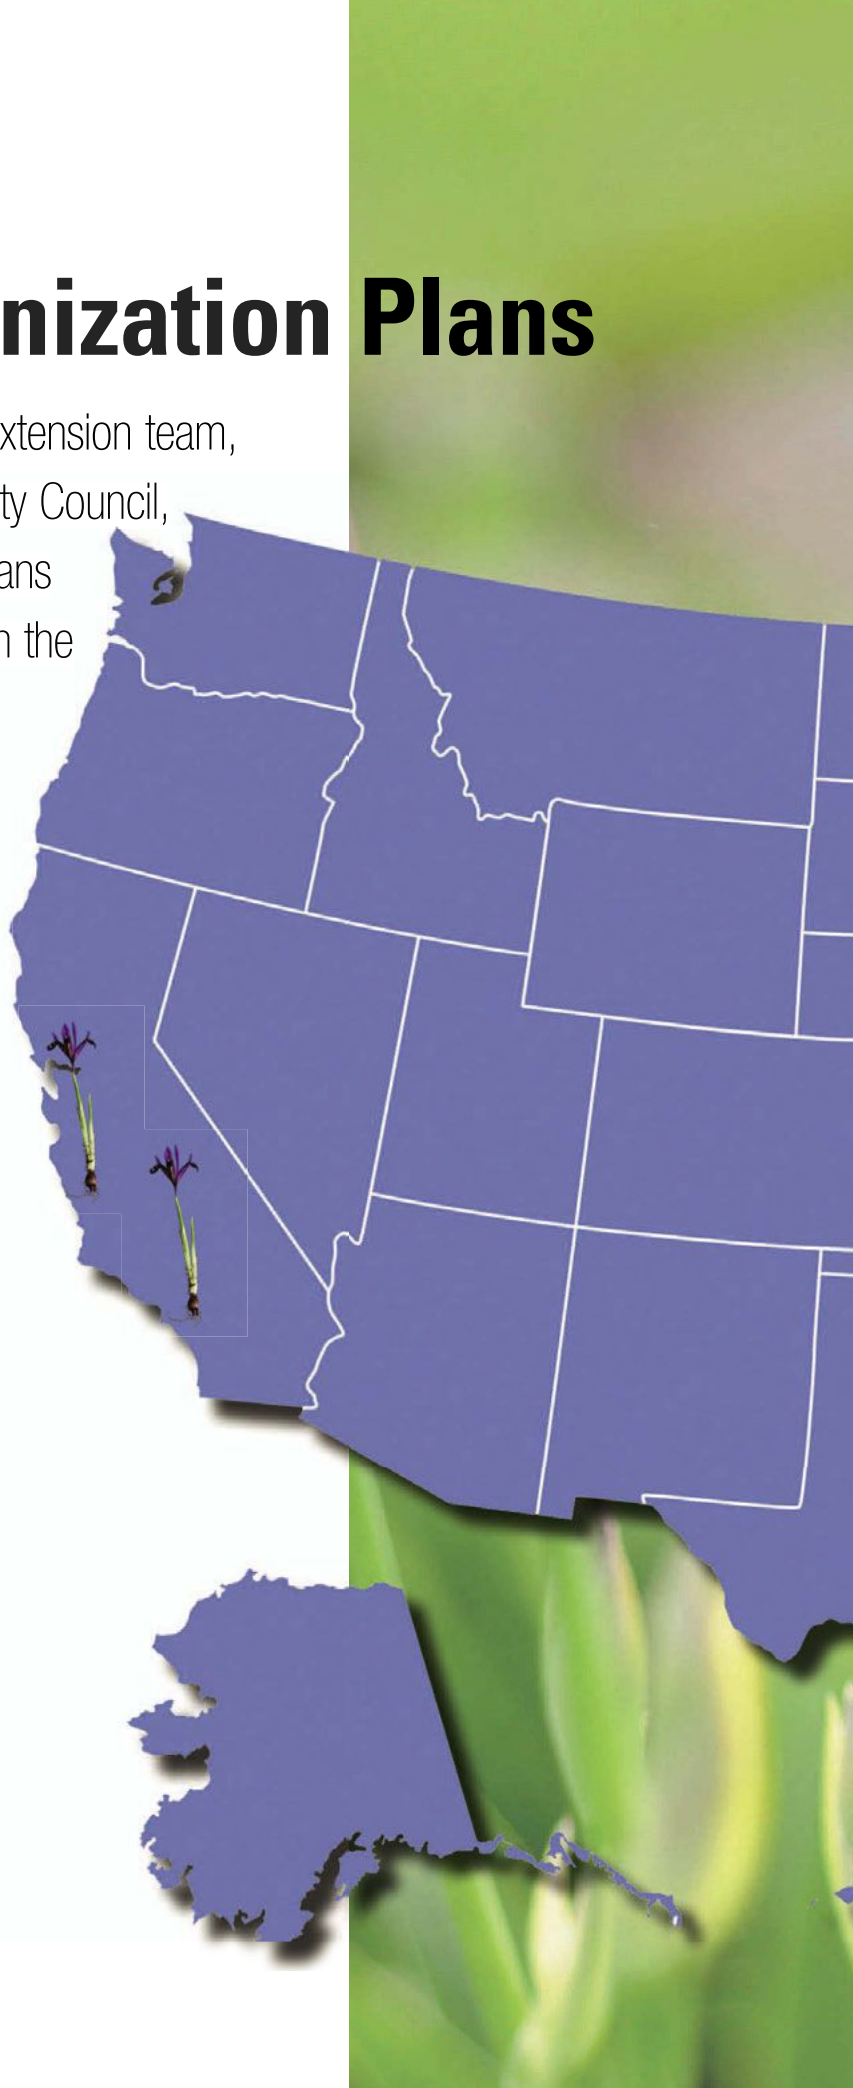 nization Plans
xtension team,
ty Council,
ans
n the